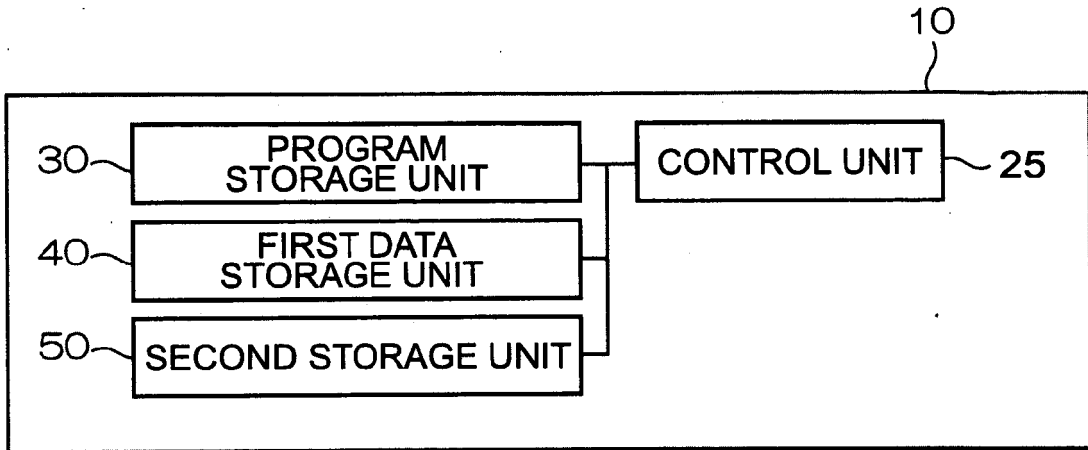 10
30
PROGRAM
STORAGE UNIT
CONTROL UNIT
25
40
FIRST DATA
STORAGE UNIT
50
SECOND STORAGE UNIT